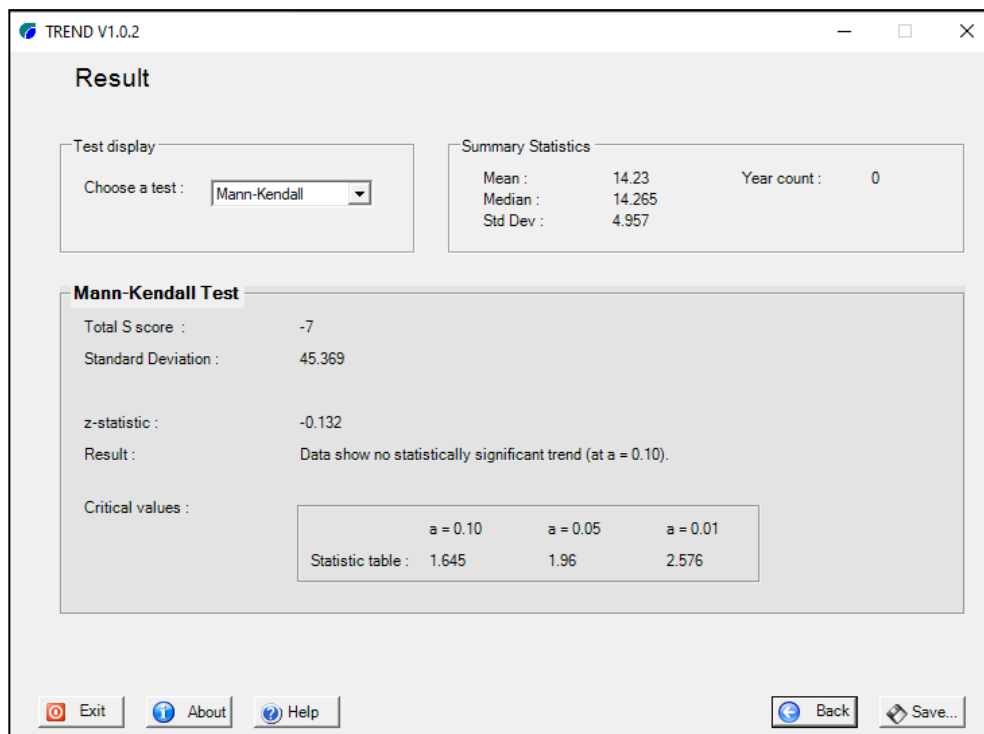 TREND V1.0.2
Result
Test display
Choose a test :
Mann-Kendall
Summary Statistics
Mean : 14.23 Year count : 0
Median : 14.265
Std Dev : 4.957
Mann-Kendall Test
Total S score : -7
Standard Deviation : 45.369
z-statistic : -0.132
Result : Data show no statistically significant trend (at a = 0.10).
Critical values :
a = 0.10 a = 0.05 a = 0.01
Statistic table : 1.645 1.96 2.576
Exit About Help Back Save...